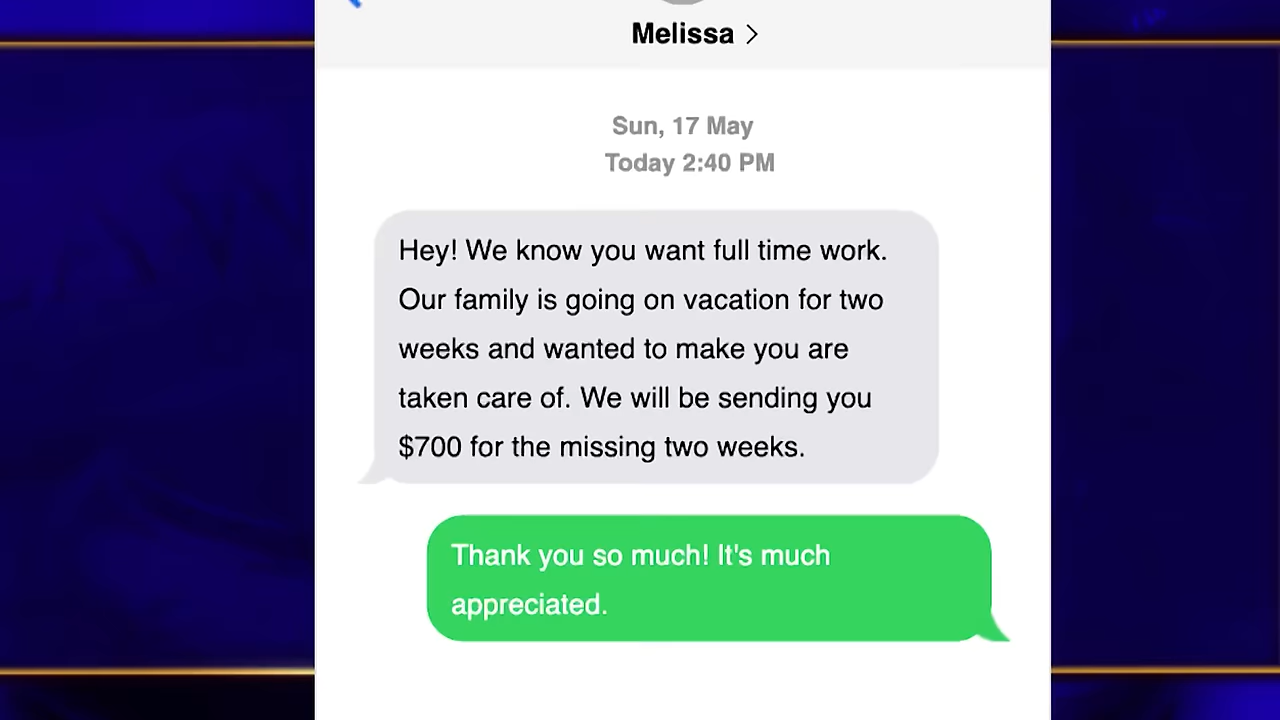 Melissa >
Sun, 17 May
Today 2:40 PM
Hey! We know you want full time work.
Our family is going on vacation for two
weeks and wanted to make you are
taken care of. We will be sending you
$700 for the missing two weeks.
Thank you so much! It's much
appreciated.